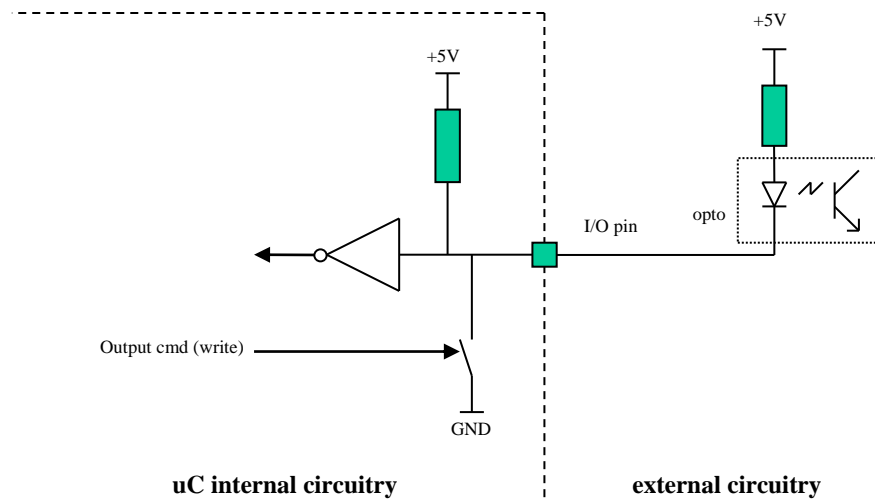 +5V
+5V
opto
I/O pin
Output cmd (write)
GND
uC internal circuitry
external circuitry